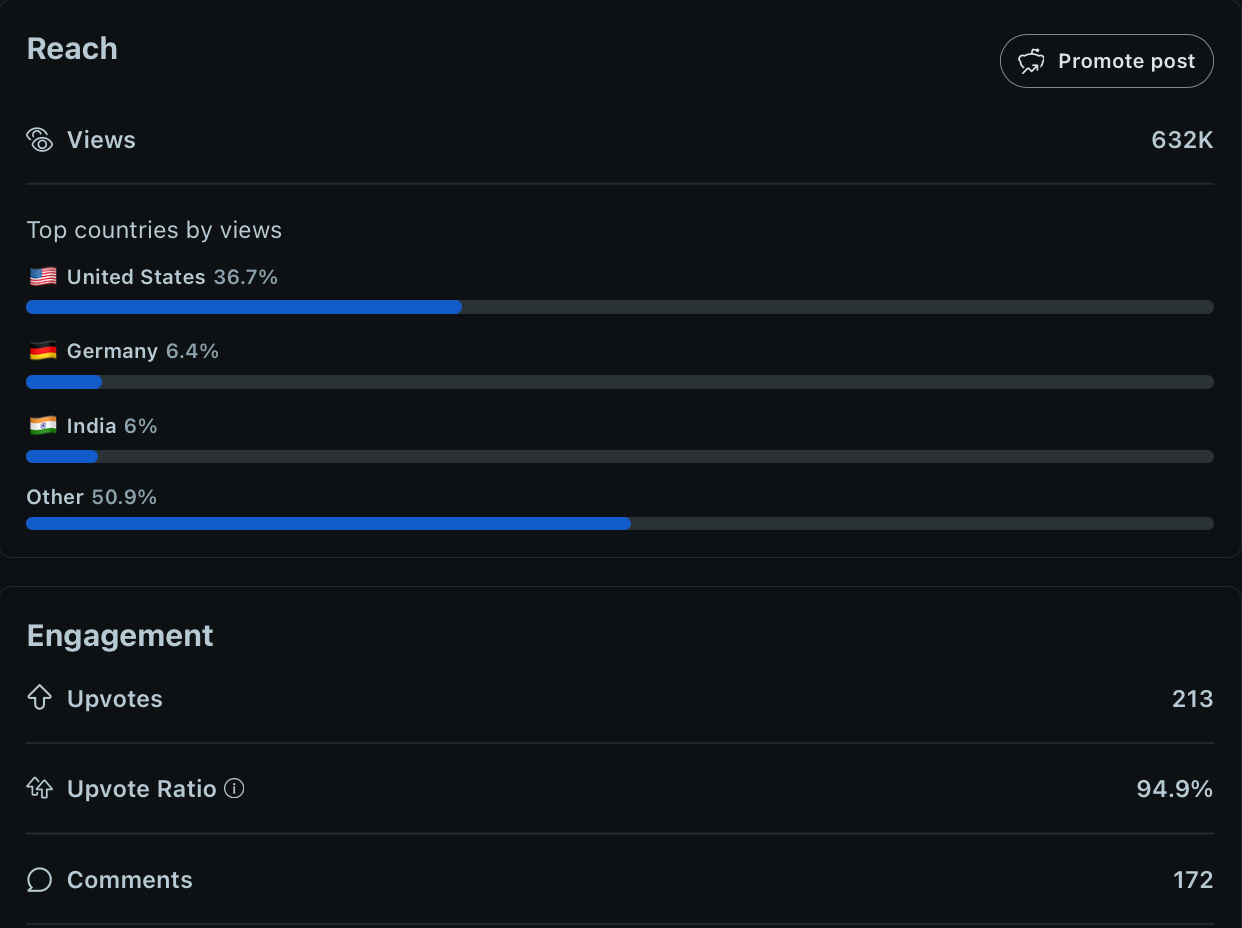 Reach
Promote post
Views
632K
Top countries by views
United States 36.7%
Germany 6.4%
India 6%
Other 50.9%
Engagement
Upvotes
213
Upvote Ratio
94.9%
Comments
172